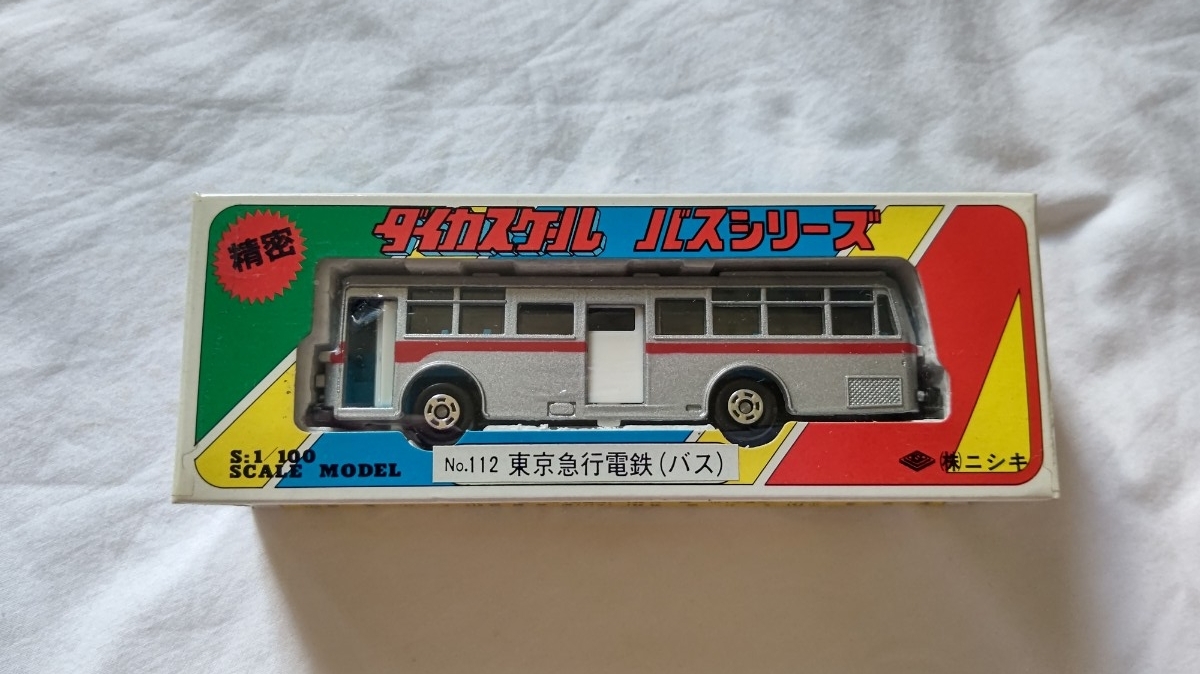 精密
ダイカスケール バスシリーズ
S:1/100
SCALE MODEL
No.112 東京急行電鉄(バス)
㈱ニシキ